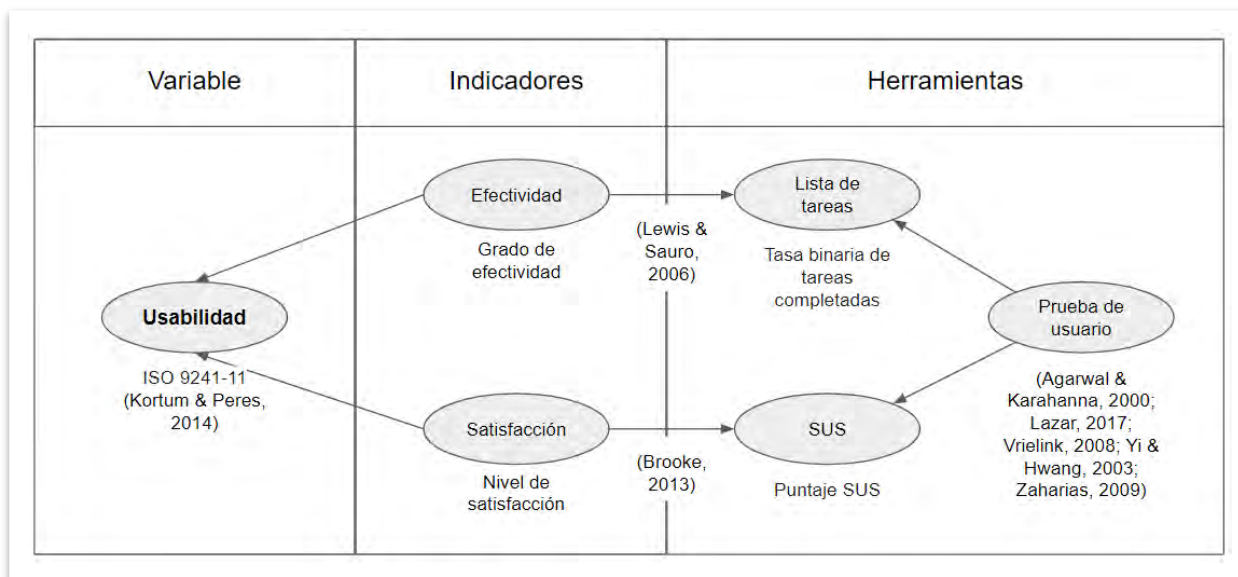 Variable
Indicadores
Herramientas
Efectividad
Grado de
efectividad
(Lewis &
Sauro,
2006)
Lista de
tareas
Tasa binaria de
tareas
completadas
Usabilidad
ISO 9241-11
(Kortum & Peres,
2014)
Prueba de
usuario
(Agarwal &
Karahanna, 2000;
Lazar, 2017;
Vrielink, 2008; Yi &
Hwang, 2003;
Zaharias, 2009)
Satisfacción
Nivel de
satisfacción
(Brooke,
2013)
SUS
Puntaje SUS